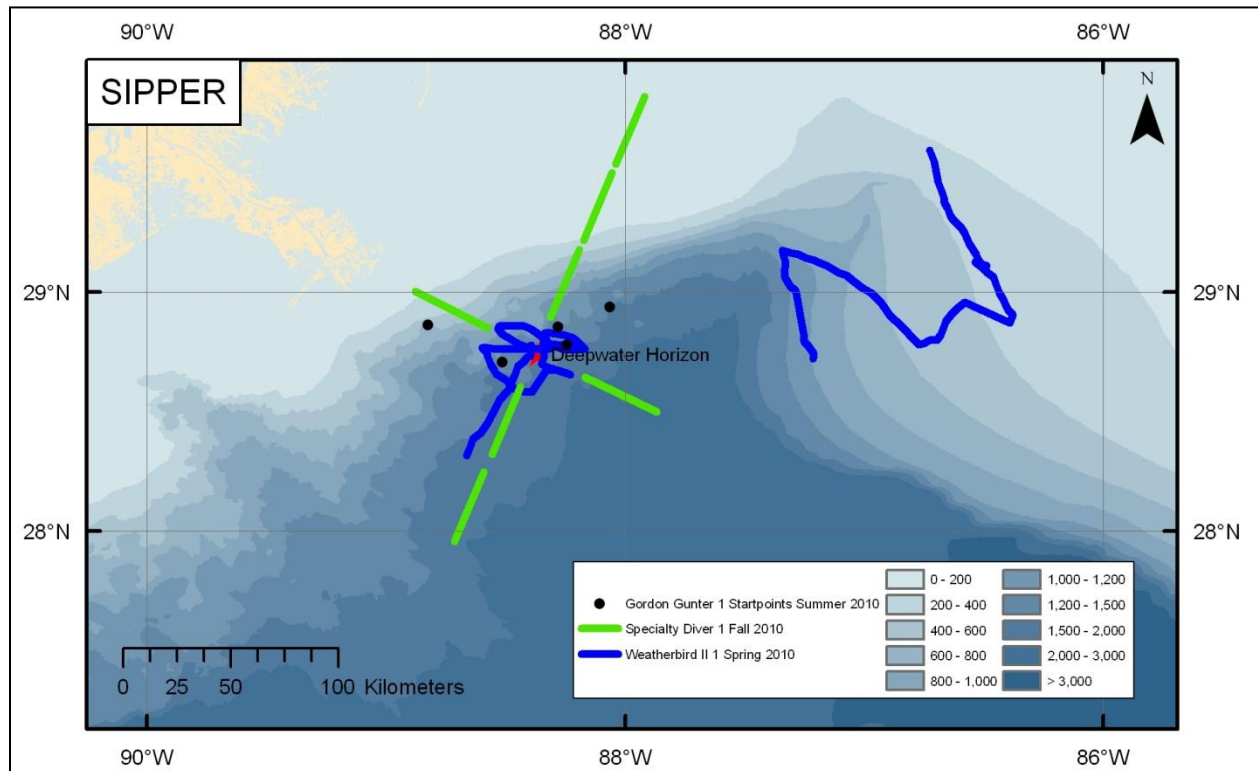 90°W 88°W 86°W
SIPPER
N
29°N 29°N
Deepwater Horizon
28°N 28°N
Gordon Gunter 1 Startpoints Summer 2010
Specialty Diver 1 Fall 2010
Weatherbird II 1 Spring 2010
0 - 200 1,000 - 1,200
200 - 400 1,200 - 1,500
400 - 600 1,500 - 2,000
600 - 800 2,000 - 3,000
800 - 1,000 > 3,000
0 25 50 100 Kilometers
90°W 88°W 86°W